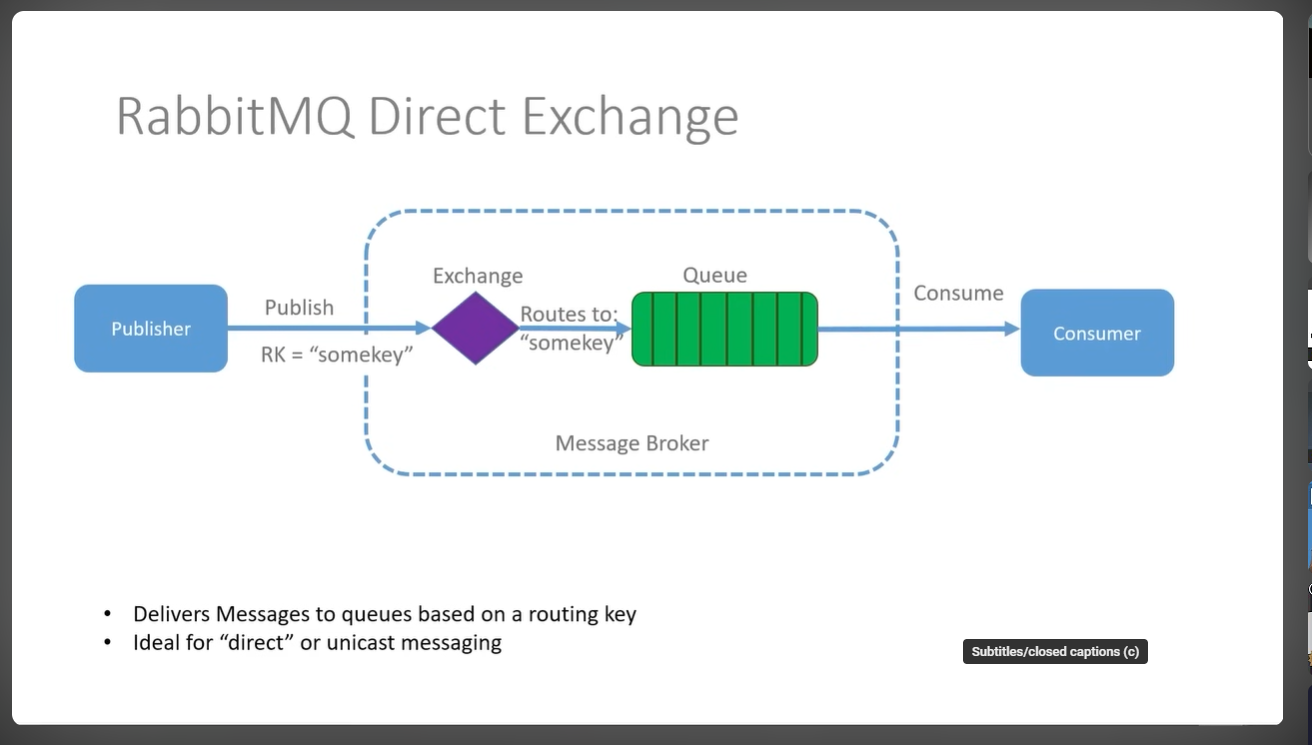 RabbitMQ Direct Exchange
Exchange
Queue
Publish
Consume
Publisher
Routes to:
"somekey"
Consumer
RK = "somekey"
Message Broker
• Delivers Messages to queues based on a routing key
• Ideal for "direct" or unicast messaging
Subtitles/closed captions (c)